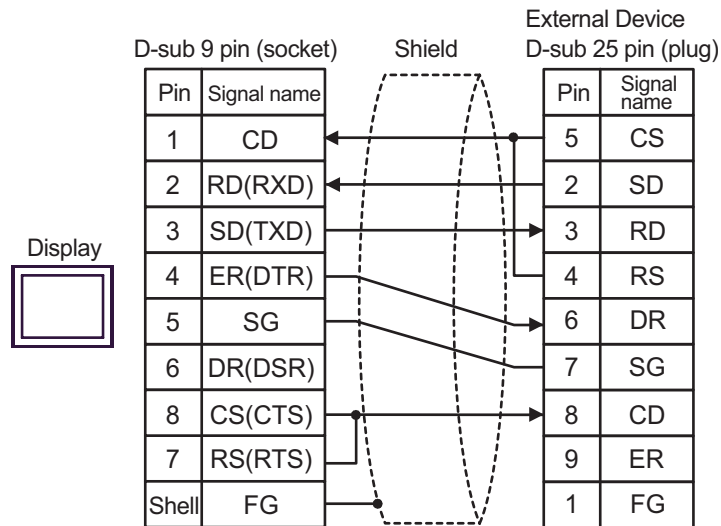 External Device
D-sub 9 pin (socket) Shield D-sub 25 pin (plug)
Pin Signal name Pin Signal name
1 CD 5 CS
2 RD(RXD) 2 SD
3 SD(TXD) 3 RD
Display
4 ER(DTR) 4 RS
5 SG 6 DR
6 DR(DSR) 7 SG
8 CS(CTS) 8 CD
7 RS(RTS) 9 ER
Shell FG 1 FG